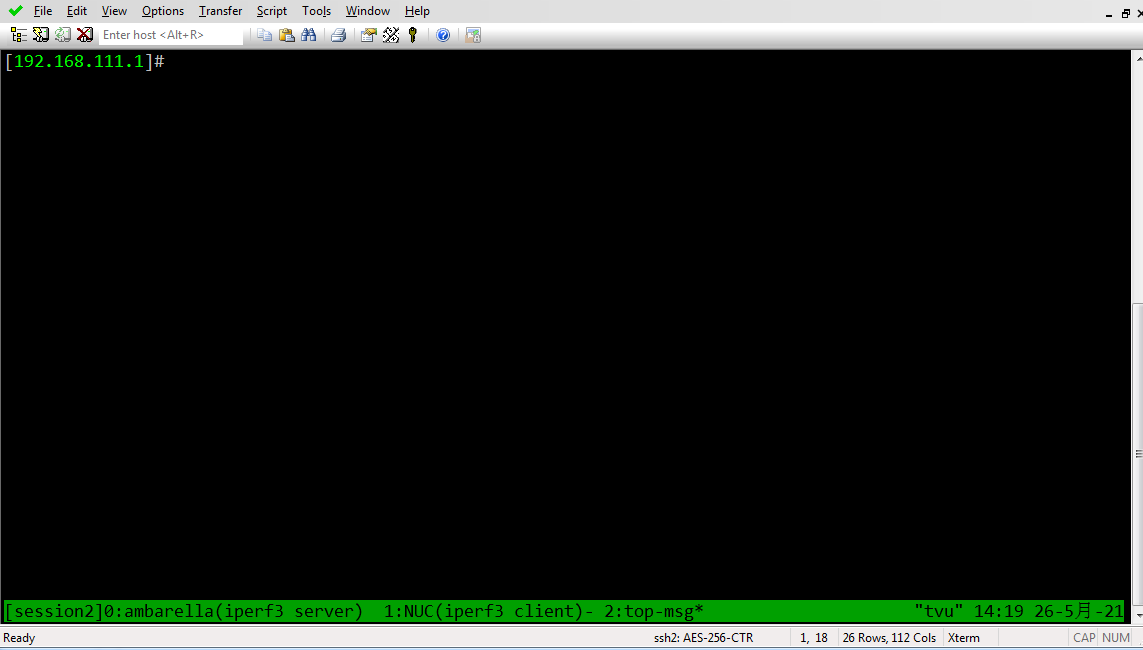 File Edit View Options Transfer Script Tools Window Help
Enter host <Alt+R>
[192.168.111.1]#
[session2]0:ambarella(iperf3 server)  1:NUC(iperf3 client)- 2:top-msg* "tvu" 14:19 26-5月-21
Ready ssh2: AES-256-CTR 1, 18 26 Rows, 112 Cols Xterm CAP NUM